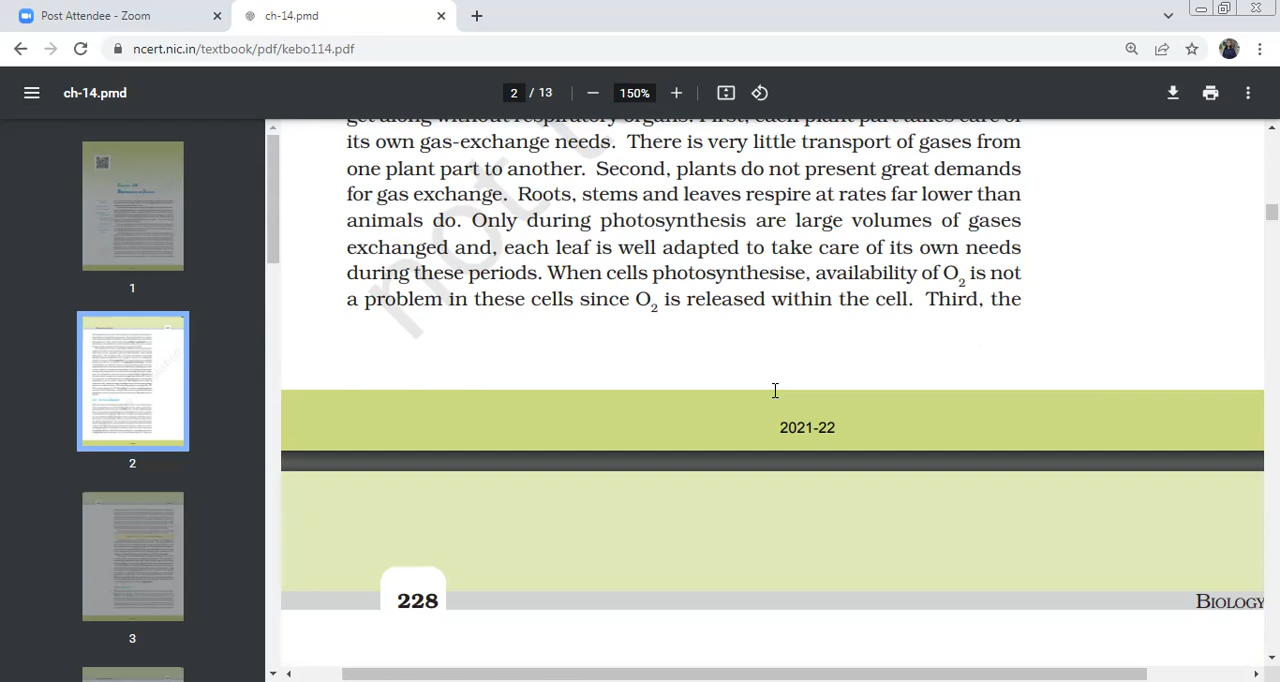 Post Attendee - Zoom
ch-14.pmd
ncert.nic.in/textbook/pdf/kebo114.pdf
ch-14.pmd
2 / 13
150%
get along without respiratory organs. First, each plant part takes care of
its own gas-exchange needs. There is very little transport of gases from
one plant part to another. Second, plants do not present great demands
for gas exchange. Roots, stems and leaves respire at rates far lower than
animals do. Only during photosynthesis are large volumes of gases
exchanged and, each leaf is well adapted to take care of its own needs
during these periods. When cells photosynthesise, availability of O2 is not
a problem in these cells since O2 is released within the cell. Third, the
not t
2021-22
228
BIOLOGY
1
2
3